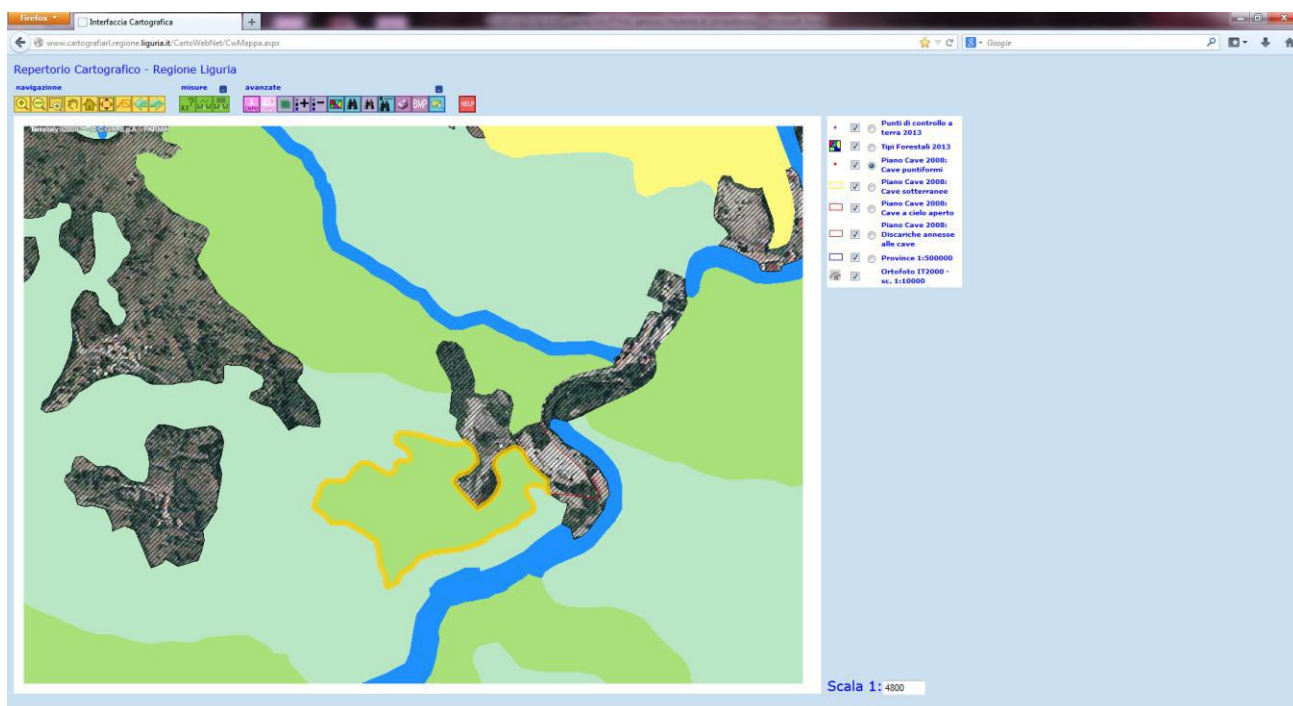 Firefox
Interfaccia Cartografica
www.cartografiarl.regione.liguria.it/CartoWebNet/CwMappa.aspx
Google
Repertorio Cartografico - Regione Liguria
navigazione
misure
avanzate
INFO
BMP
HELP
Punti di controllo a
terra 2013
Tipi Forestali 2013
Piano Cave 2008:
Cave puntiformi
Piano Cave 2008:
Cave sotterranee
Piano Cave 2008:
Cave a cielo aperto
Piano Cave 2008:
Discariche annesse
alle cave
Province 1:500000
Ortofoto IT2000 -
sc. 1:10000
Scala 1: 4800